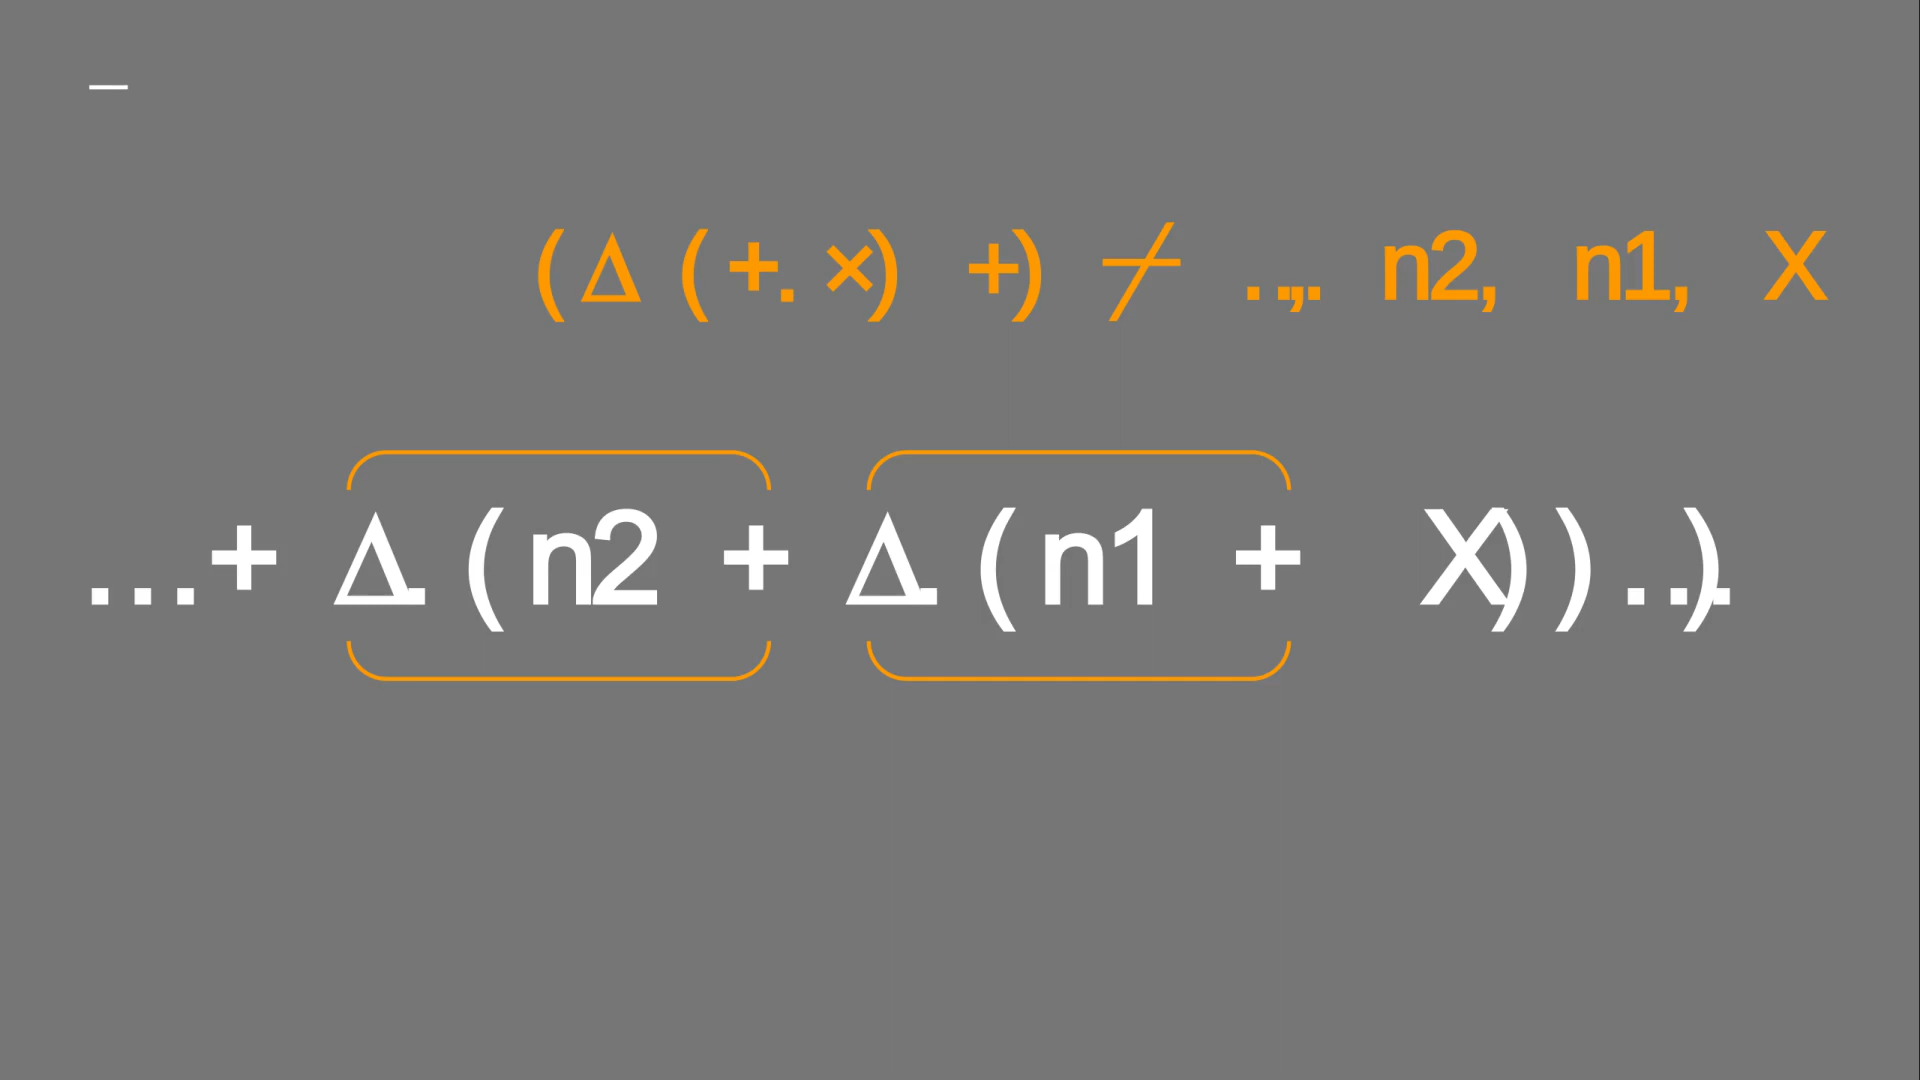 _
(Δ (+. ×) +)⌿ ..., n2, n1, X
...+ Δ. (n2 + Δ. (n1 + X))...)